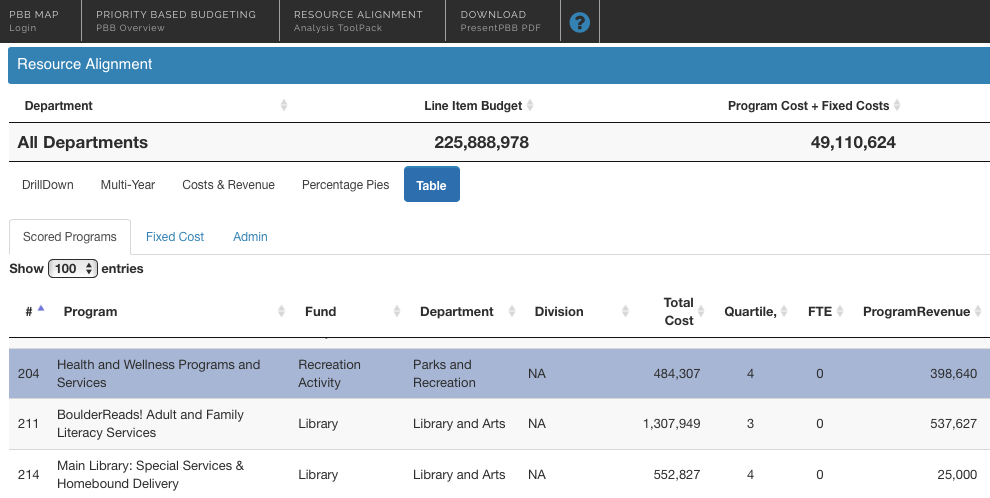 PBB MAP PRIORITY BASED BUDGETING RESOURCE ALIGNMENT DOWNLOAD
Login PBB Overview Analysis ToolPack PresentPBB PDF ?
Resource Alignment
Department Line Item Budget Program Cost + Fixed Costs
All Departments 225,888,978 49,110,624
DrillDown Multi-Year Costs & Revenue Percentage Pies Table
Scored Programs Fixed Cost Admin
Show 100 entries
# Program Fund Department Division Total Cost Quartile, FTE ProgramRevenue
204 Health and Wellness Programs and Services Recreation Activity Parks and Recreation NA 484,307 4 0 398,640
211 BoulderReads! Adult and Family Literacy Services Library Library and Arts NA 1,307,949 3 0 537,627
214 Main Library: Special Services & Homebound Delivery Library Library and Arts NA 552,827 4 0 25,000